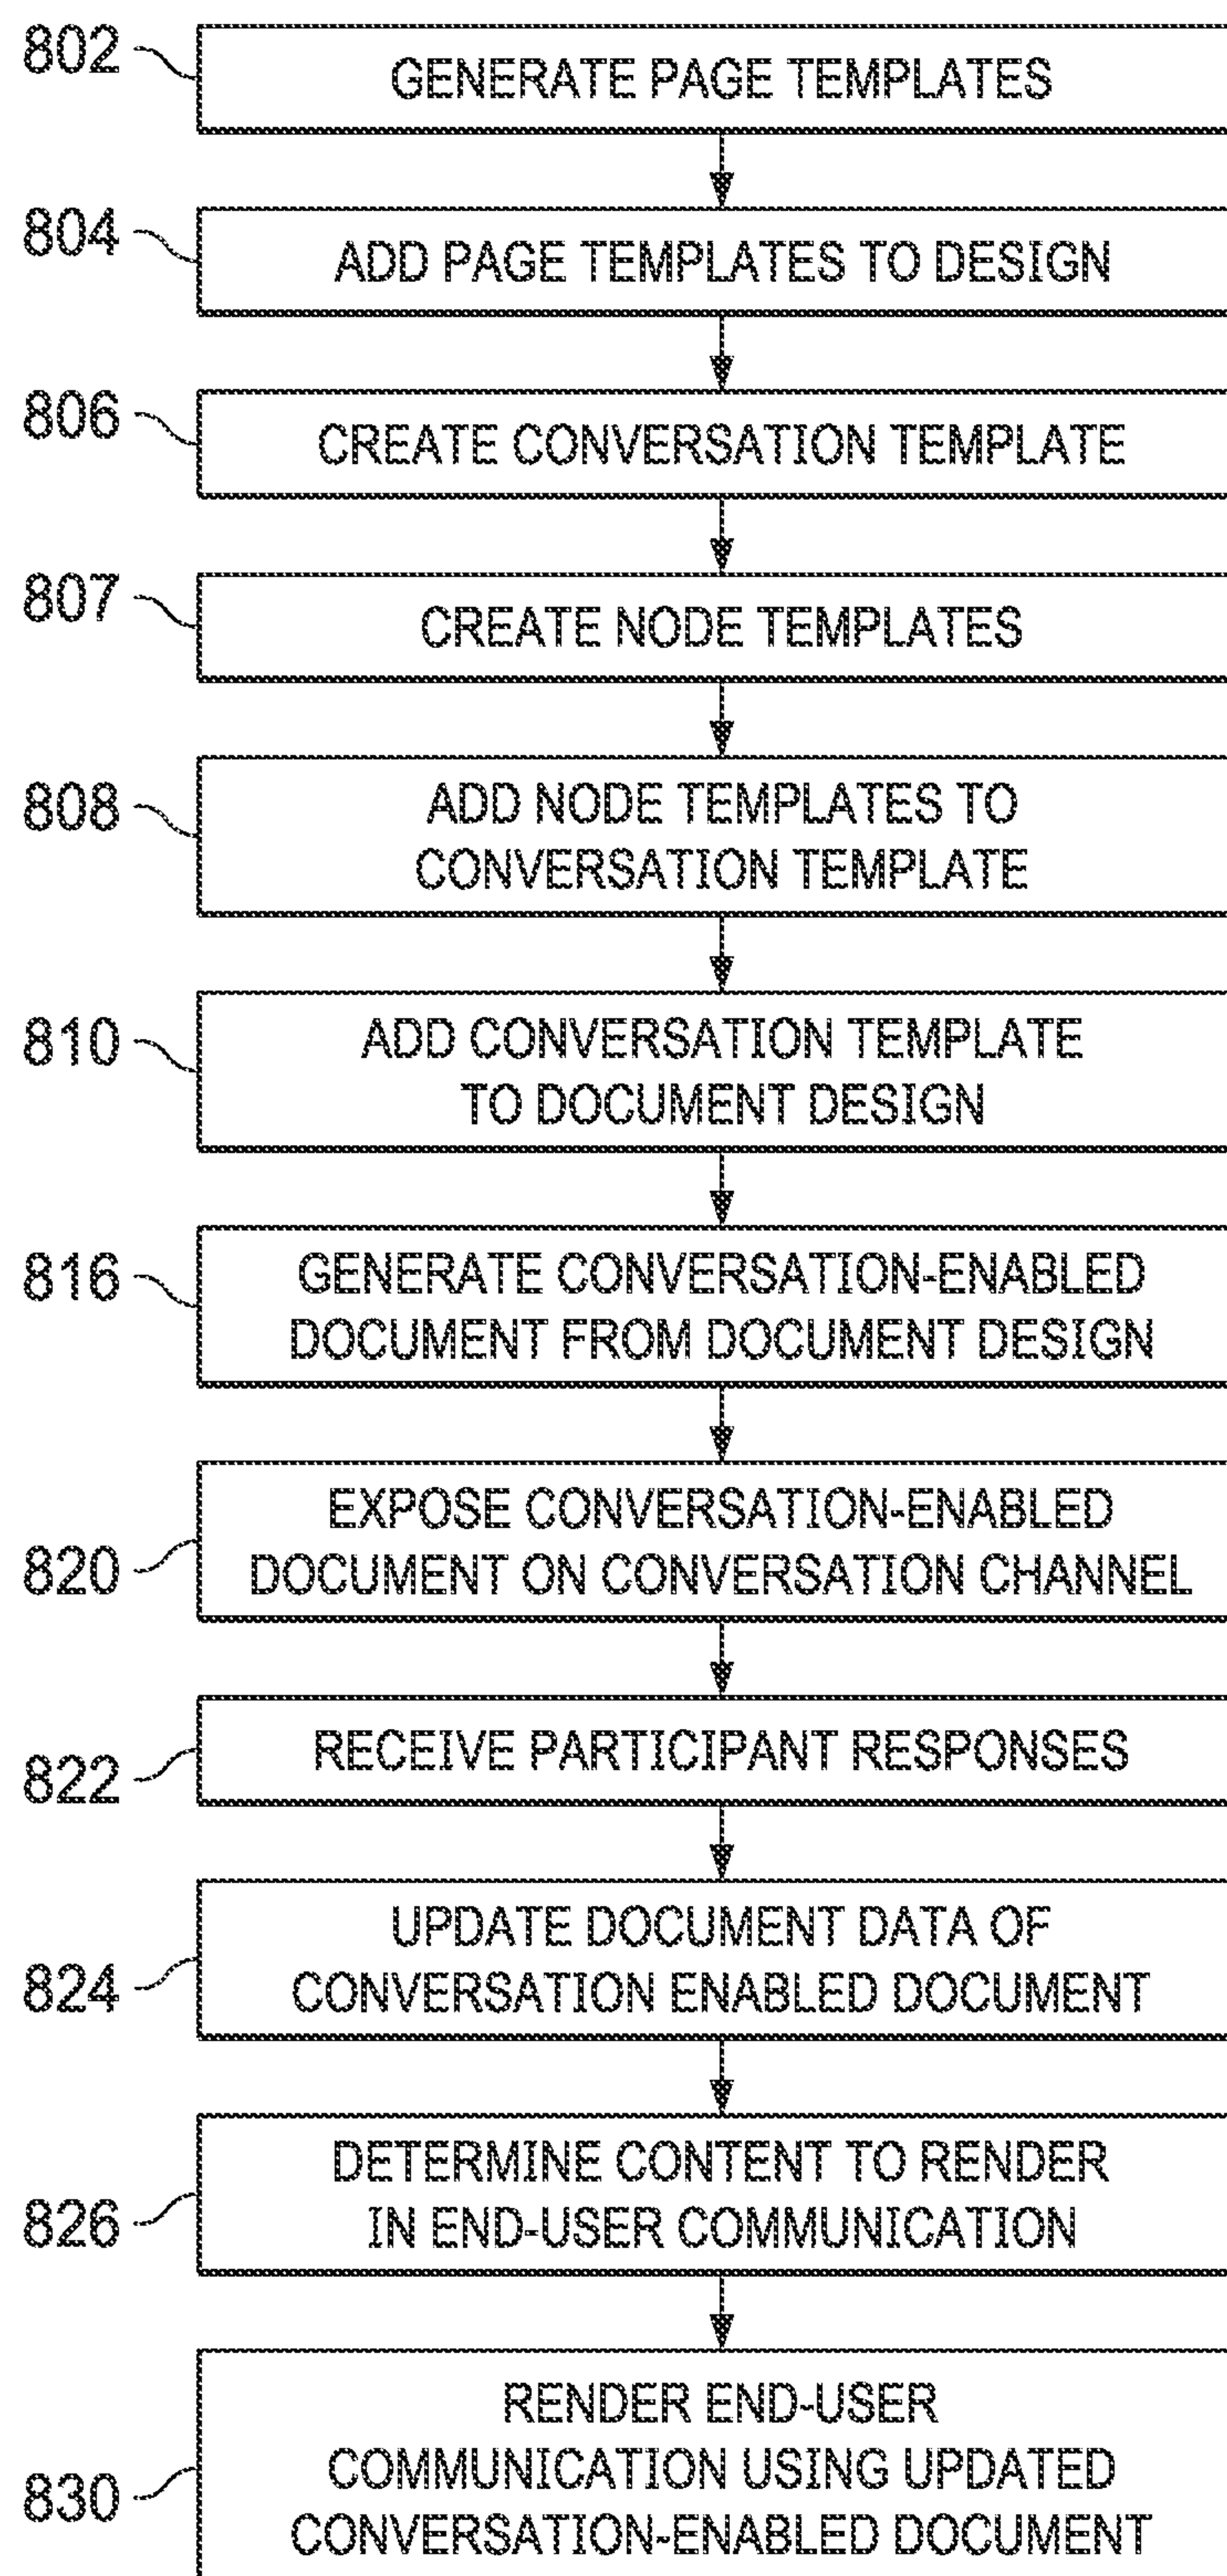 802
GENERATE PAGE TEMPLATES
804
ADD PAGE TEMPLATES TO DESIGN
806
CREATE CONVERSATION TEMPLATE
807
CREATE NODE TEMPLATES
808
ADD NODE TEMPLATES TO
CONVERSATION TEMPLATE
810
ADD CONVERSATION TEMPLATE
TO DOCUMENT DESIGN
816
GENERATE CONVERSATION-ENABLED
DOCUMENT FROM DOCUMENT DESIGN
820
EXPOSE CONVERSATION-ENABLED
DOCUMENT ON CONVERSATION CHANNEL
822
RECEIVE PARTICIPANT RESPONSES
824
UPDATE DOCUMENT DATA OF
CONVERSATION ENABLED DOCUMENT
826
DETERMINE CONTENT TO RENDER
IN END-USER COMMUNICATION
830
RENDER END-USER
COMMUNICATION USING UPDATED
CONVERSATION-ENABLED DOCUMENT